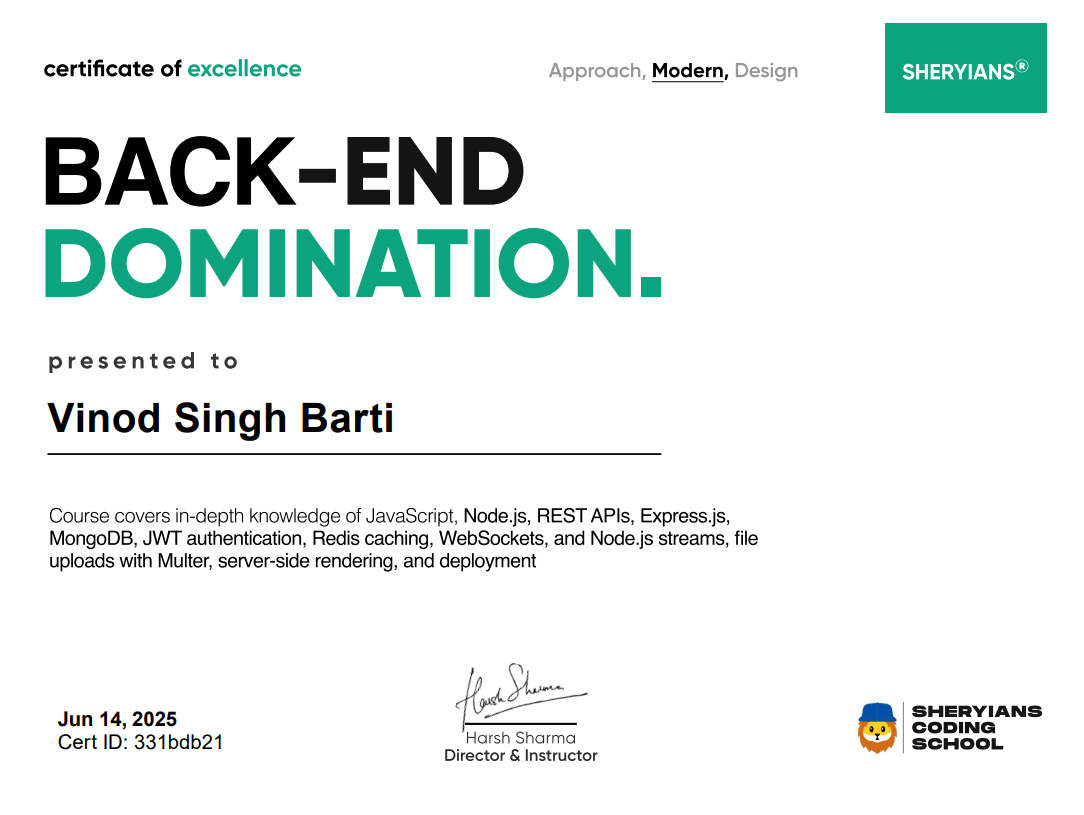 certificate of excellence
Approach, Modern, Design
SHERYIANS®
BACK-END
DOMINATION.
presented to
Vinod Singh Barti
Course covers in-depth knowledge of JavaScript, Node.js, REST APIs, Express.js,
MongoDB, JWT authentication, Redis caching, WebSockets, and Node.js streams, file
uploads with Multer, server-side rendering, and deployment
Jun 14, 2025
Cert ID: 331bdb21
Harsh Sharma
Harsh Sharma
Director & Instructor
SHERYIANS
CODING
SCHOOL